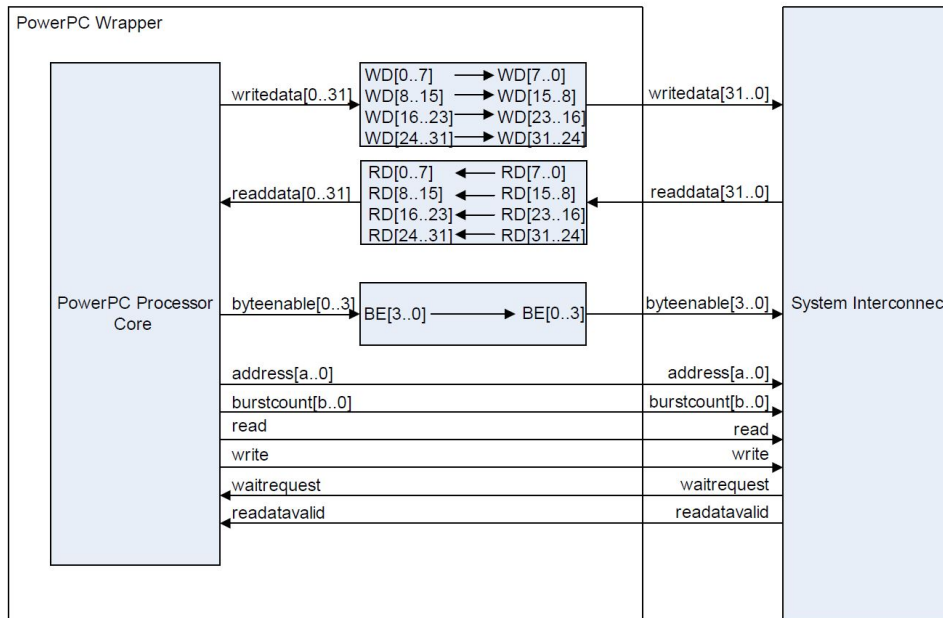 PowerPC Wrapper
WD[0..7] WD[7..0]
writedata[0..31] WD[8..15] WD[15..8] writedata[31..0]
WD[16..23] WD[23..16]
WD[24..31] WD[31..24]
RD[0..7] RD[7..0]
readdata[0..31] RD[8..15] RD[15..8] readdata[31..0]
RD[16..23] RD[23..16]
RD[24..31] RD[31..24]
PowerPC Processor
Core
byteenable[0..3] BE[3..0] BE[0..3] byteenable[3..0]
System Interconnec
address[a..0] address[a..0]
burstcount[b..0] burstcount[b..0]
read read
write write
waitrequest waitrequest
readatavalid readatavalid